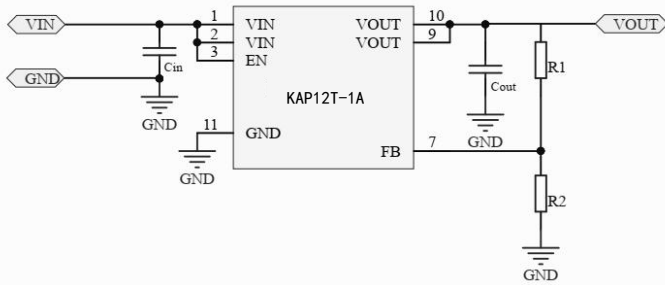 VIN
GND
Cin
GND
1 VIN
2 VIN
3 EN
11 GND
GND
KAP12T-1A
VOUT 10
VOUT 9
FB 7
Cout
GND
VOUT
R1
R2
GND